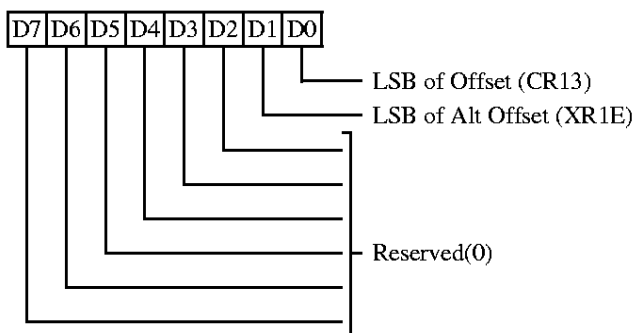 D7 D6 D5 D4 D3 D2 D1 D0
LSB of Offset (CR13)
LSB of Alt Offset (XR1E)
Reserved(0)